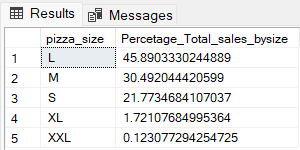 Results Messages
pizza_size Percetage_Total_sales_bysize
1 L 45.8903330244889
2 M 30.492044420599
3 S 21.7734684107037
4 XL 1.72107684995364
5 XXL 0.123077294254725